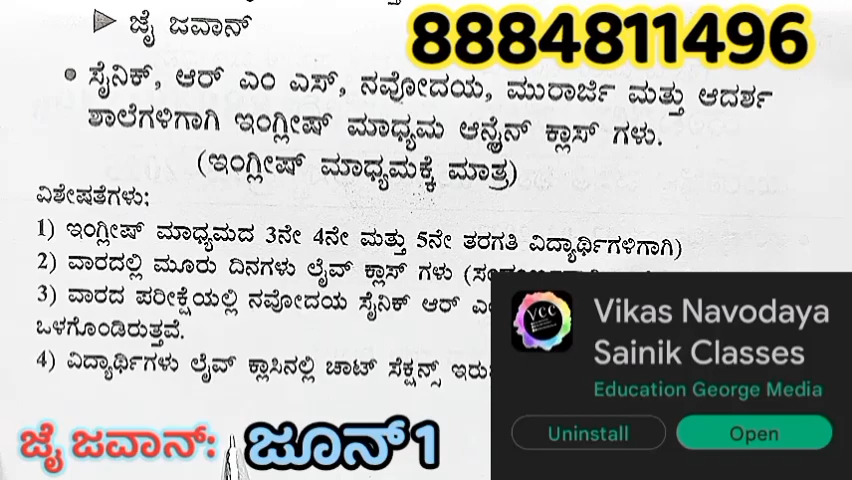 ಜೈ ಜವಾನ್
8884811496
ಸೈನಿಕ್, ಆರ್ ಎಂ ಎಸ್, ನವೋದಯ, ಮುರಾರ್ಜಿ ಮತ್ತು ಆದರ್ಶ
ಶಾಲೆಗಳಿಗಾಗಿ ಇಂಗ್ಲೀಷ್ ಮಾಧ್ಯಮ ಆನ್ಲೈನ್ ಕ್ಲಾಸ್ ಗಳು.
(ಇಂಗ್ಲೀಷ್ ಮಾಧ್ಯಮಕ್ಕೆ ಮಾತ್ರ)
ವಿಶೇಷತೆಗಳು:
1) ಇಂಗ್ಲೀಷ್ ಮಾಧ್ಯಮದ 3ನೇ 4ನೇ ಮತ್ತು 5ನೇ ತರಗತಿ ವಿದ್ಯಾರ್ಥಿಗಳಿಗಾಗಿ)
2) ವಾರದಲ್ಲಿ ಮೂರು ದಿನಗಳು ಲೈವ್ ಕ್ಲಾಸ್ ಗಳು
3) ವಾರದ ಪರೀಕ್ಷೆಯಲ್ಲಿ ನವೋದಯ ಸೈನಿಕ್ ಆರ್
ಒಳಗೊಂಡಿರುತ್ತವೆ.
4) ವಿದ್ಯಾರ್ಥಿಗಳು ಲೈವ್ ಕ್ಲಾಸಿನಲ್ಲಿ ಚಾಟ್ ಸೆಕ್ಷನ್ಸ್
VCC
Vikas Navodaya
Sainik Classes
Education George Media
Uninstall
Open
ಜೈ ಜವಾನ್:
ಜೂನ್ 1